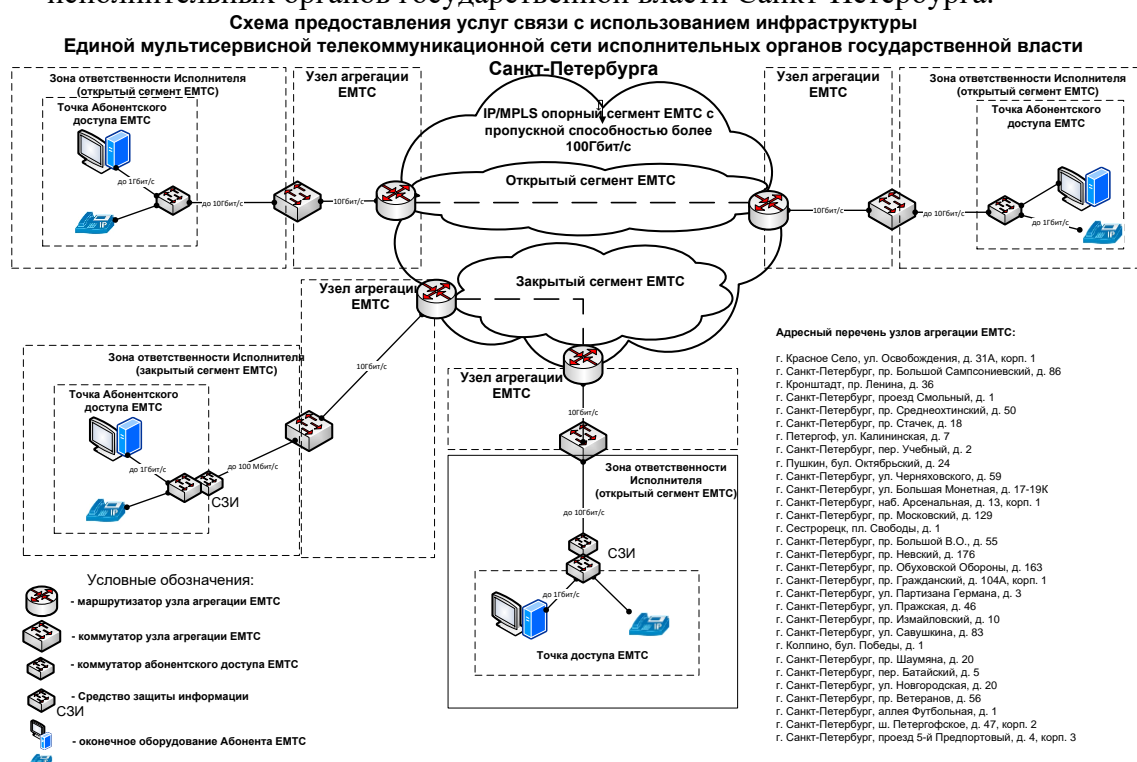 исполнительных органов государственной власти Санкт-Петербурга.
Схема предоставления услуг связи с использованием инфраструктуры
Единой мультисервисной телекоммуникационной сети исполнительных органов государственной власти
Санкт-Петербурга
Зона ответственности Исполнителя
(открытый сегмент ЕМТС)
Точка Абонентского
доступа ЕМТС
до 1Гбит/с
IP
до 10Гбит/с
Узел агрегации
ЕМТС
10Гбит/с
IP/MPLS опорный сегмент ЕМТС с
пропускной способностью более
100Гбит/с
Открытый сегмент ЕМТС
Закрытый сегмент ЕМТС
Узел агрегации
ЕМТС
10Гбит/с
Зона ответственности Исполнителя
(открытый сегмент ЕМТС)
Точка Абонентского
доступа ЕМТС
до 10Гбит/с
до 1Гбит/с
IP
Узел агрегации
ЕМТС
10Гбит/с
Зона ответственности Исполнителя
(закрытый сегмент ЕМТС)
Точка Абонентского
доступа ЕМТС
до 1Гбит/с
до 100 Мбит/с
IP
СЗИ
Узел агрегации
ЕМТС
10Гбит/с
Зона ответственности
Исполнителя
(открытый сегмент ЕМТС)
до 10Гбит/с
СЗИ
до 1Гбит/с
IP
Точка доступа ЕМТС
Условные обозначения:
- маршрутизатор узла агрегации ЕМТС
- коммутатор узла агрегации ЕМТС
- коммутатор абонентского доступа ЕМТС
- Средство защиты информации
СЗИ
- оконечное оборудование Абонента ЕМТС
Адресный перечень узлов агрегации ЕМТС:
г. Красное Село, ул. Освобождения, д. 31А, корп. 1
г. Санкт-Петербург, пр. Большой Сампсониевский, д. 86
г. Кронштадт, пр. Ленина, д. 36
г. Санкт-Петербург, проезд Смольный, д. 1
г. Санкт-Петербург, пр. Среднеохтинский, д. 50
г. Санкт-Петербург, пр. Стачек, д. 18
г. Петергоф, ул. Калининская, д. 7
г. Санкт-Петербург, пер. Учебный, д. 2
г. Пушкин, бул. Октябрьский, д. 24
г. Санкт-Петербург, ул. Черняховского, д. 59
г. Санкт-Петербург, ул. Большая Монетная, д. 17-19К
г. Санкт-Петербург, наб. Арсенальная, д. 13, корп. 1
г. Санкт-Петербург, пр. Московский, д. 129
г. Сестрорецк, пл. Свободы, д. 1
г. Санкт-Петербург, пр. Большой В.О., д. 55
г. Санкт-Петербург, пр. Невский, д. 176
г. Санкт-Петербург, пр. Обуховской Обороны, д. 163
г. Санкт-Петербург, пр. Гражданский, д. 104А, корп. 1
г. Санкт-Петербург, ул. Партизана Германа, д. 3
г. Санкт-Петербург, ул. Пражская, д. 46
г. Санкт-Петербург, пр. Измайловский, д. 10
г. Санкт-Петербург, ул. Савушкина, д. 83
г. Колпино, бул. Победы, д. 1
г. Санкт-Петербург, пр. Шаумяна, д. 20
г. Санкт-Петербург, пер. Батайский, д. 5
г. Санкт-Петербург, ул. Новгородская, д. 20
г. Санкт-Петербург, пр. Ветеранов, д. 56
г. Санкт-Петербург, аллея Футбольная, д. 1
г. Санкт-Петербург, ш. Петергофское, д. 47, корп. 2
г. Санкт-Петербург, проезд 5-й Предпортовый, д. 4, корп. 3